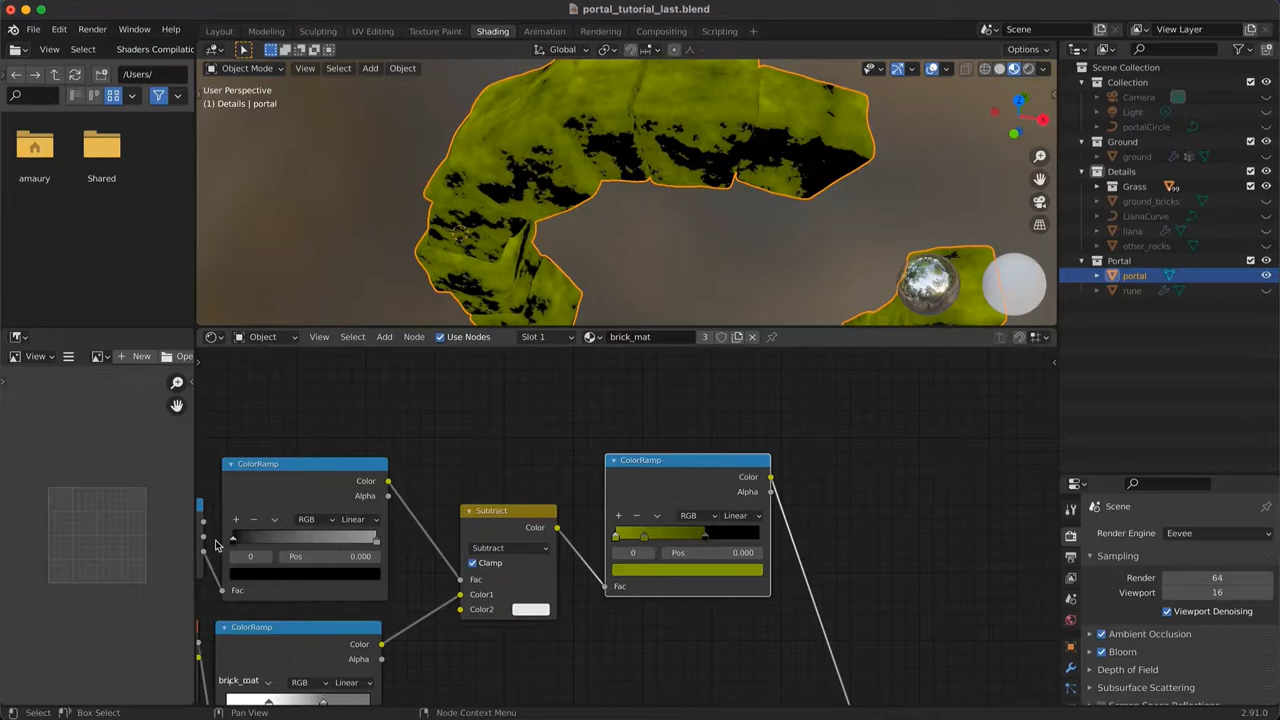 portal_tutorial_last.blend
File Edit Render Window Help
Layout Modeling Sculpting UV Editing Texture Paint Shading Animation Rendering Compositing Scripting
Scene View Layer
View Select Shaders Compilatic
Global Options
/Users/
Object Mode View Select Add Object
User Perspective
(1) Details | portal
amaury Shared
X Z
Scene Collection
Collection
Camera
Light
portalCircle
Ground
ground
Details
Grass 99
ground_bricks
LianaCurve
liana
other_rocks
Portal
portal
rune
Object View Select Add Node Use Nodes Slot 1 brick_mat 3
View New Ope
ColorRamp
Color
Alpha
RGB Linear
0 Pos 0.000
Fac
ColorRamp
Color
Alpha
RGB Linear
brick_mat
Subtract
Color
Subtract
Clamp
Fac
Color1
Color2
ColorRamp
Color
Alpha
RGB Linear
0 Pos 0.000
Fac
Scene
Render Engine Eevee
Sampling
Render 64
Viewport 16
Viewport Denoising
Ambient Occlusion
Bloom
Depth of Field
Subsurface Scattering
Screen Space Reflections
Select Box Select Pan View Node Context Menu 2.91.0